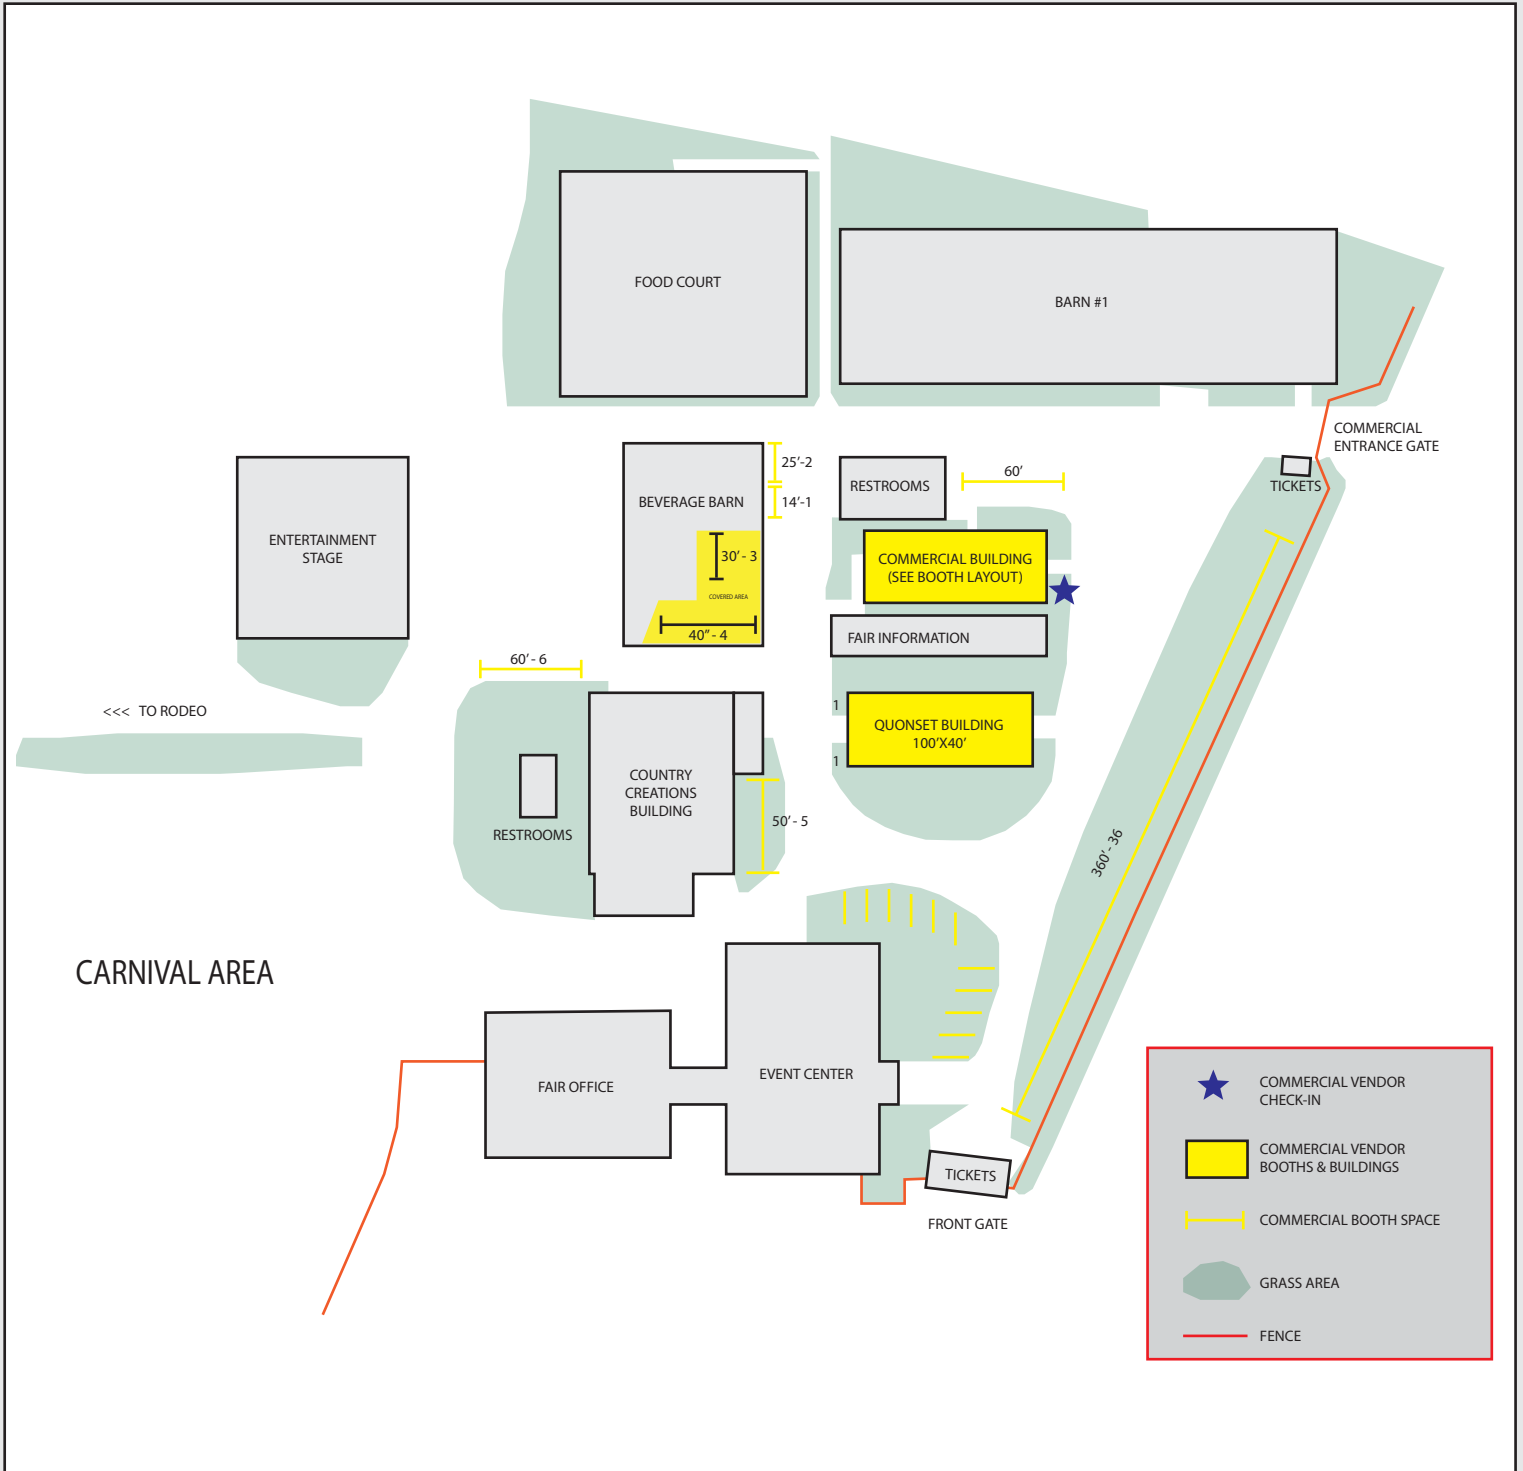 FOOD COURT
BARN #1
COMMERCIAL
ENTRANCE GATE
TICKETS
ENTERTAINMENT
STAGE
BEVERAGE BARN
25'-2
14'-1
30' - 3
COVERED AREA
40" - 4
RESTROOMS
60'
COMMERCIAL BUILDING
(SEE BOOTH LAYOUT)
FAIR INFORMATION
60' - 6
<<< TO RODEO
1
QUONSET BUILDING
100'X40'
1
COUNTRY
CREATIONS
BUILDING
RESTROOMS
50' - 5
360' - 36
CARNIVAL AREA
FAIR OFFICE
EVENT CENTER
TICKETS
FRONT GATE
COMMERCIAL VENDOR
CHECK-IN
COMMERCIAL VENDOR
BOOTHS & BUILDINGS
COMMERCIAL BOOTH SPACE
GRASS AREA
FENCE